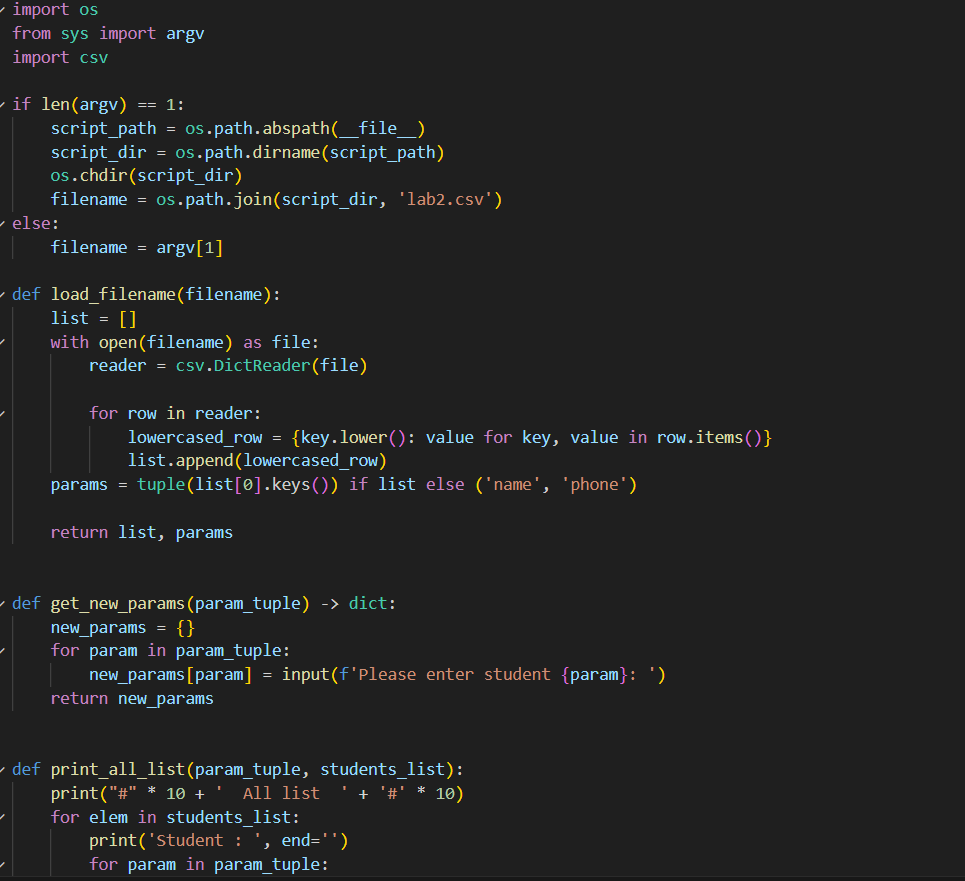 import os
from sys import argv
import csv

if len(argv) == 1:
    script_path = os.path.abspath(__file__)
    script_dir = os.path.dirname(script_path)
    os.chdir(script_dir)
    filename = os.path.join(script_dir, 'lab2.csv')
else:
    filename = argv[1]

def load_filename(filename):
    list = []
    with open(filename) as file:
        reader = csv.DictReader(file)

        for row in reader:
            lowercased_row = {key.lower(): value for key, value in row.items()}
            list.append(lowercased_row)
    params = tuple(list[0].keys()) if list else ('name', 'phone')

    return list, params


def get_new_params(param_tuple) -> dict:
    new_params = {}
    for param in param_tuple:
        new_params[param] = input(f'Please enter student {param}: ')
    return new_params


def print_all_list(param_tuple, students_list):
    print("#" * 10 + '  All list  ' + '#' * 10)
    for elem in students_list:
        print('Student : ', end='')
        for param in param_tuple: